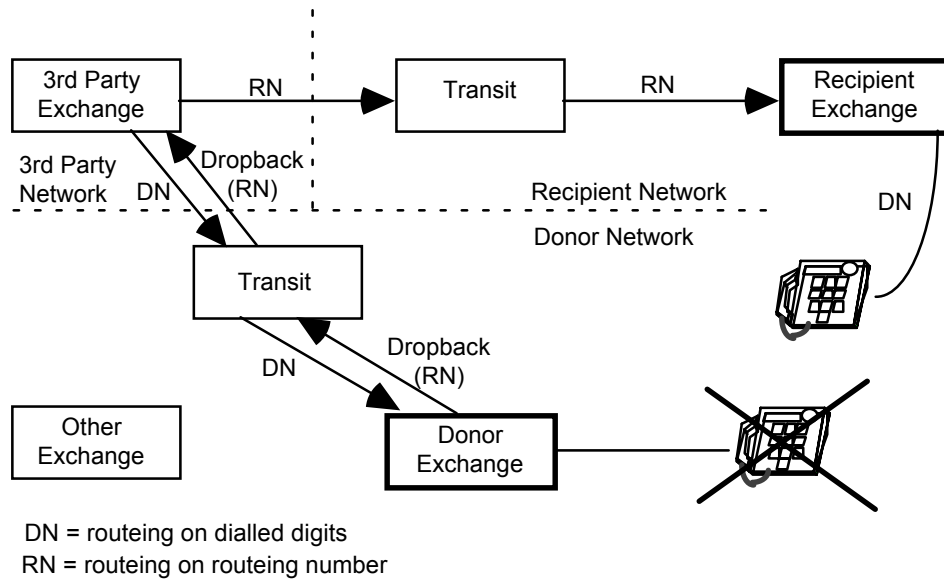 3rd Party
Exchange
RN
Transit
RN
Recipient
Exchange
3rd Party
Network
DN
Dropback
(RN)
Recipient Network
DN
Donor Network
Transit
DN
Dropback
(RN)
Other
Exchange
Donor
Exchange
DN = routeing on dialled digits
RN = routeing on routeing number